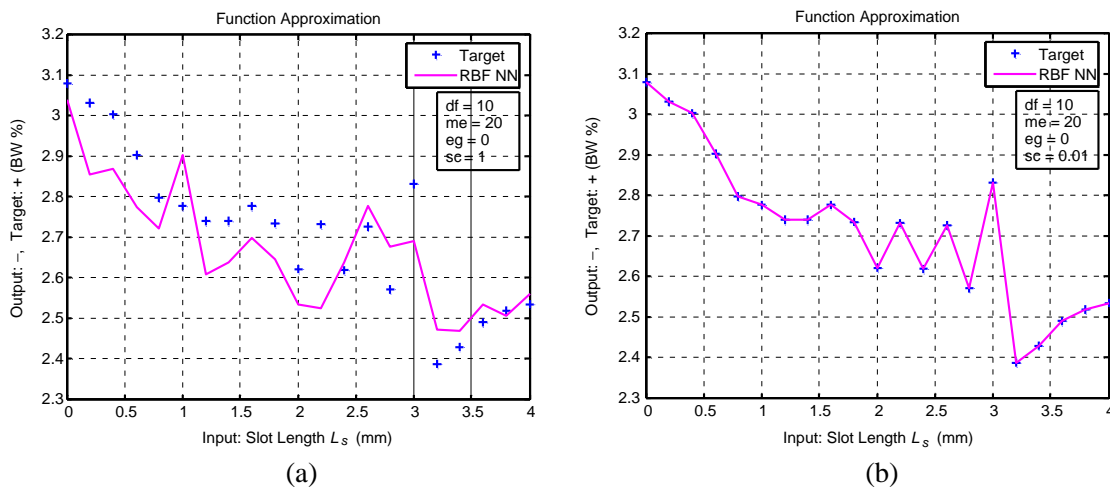 Function Approximation
Output: –, Target: + (BW %)
3.2
3.1
3
2.9
2.8
2.7
2.6
2.5
2.4
2.3
Target
RBF NN
df = 10
me = 20
eg = 0
sc = 1
0 0.5 1 1.5 2 2.5 3 3.5 4
Input: Slot Length Ls (mm)
(a)
Function Approximation
Output: –, Target: + (BW %)
3.2
3.1
3
2.9
2.8
2.7
2.6
2.5
2.4
2.3
Target
RBF NN
df = 10
me = 20
eg = 0
sc = 0.01
0 0.5 1 1.5 2 2.5 3 3.5 4
Input: Slot Length Ls (mm)
(b)